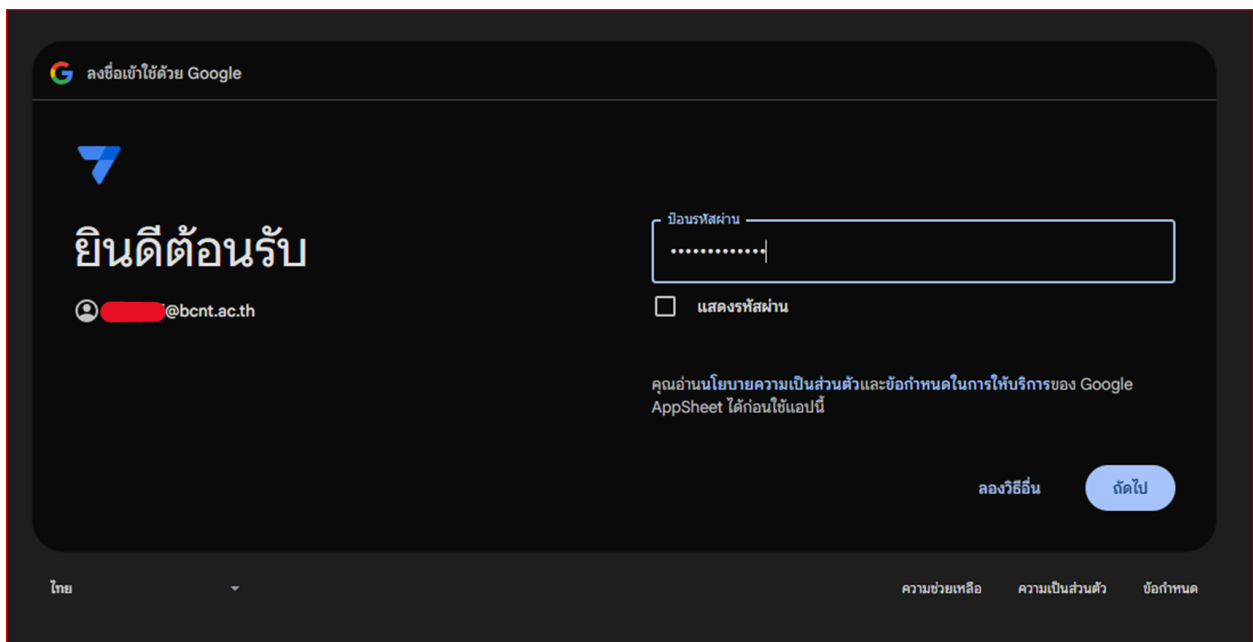 ลงชื่อเข้าใช้ด้วย Google
ยินดีต้อนรับ
@bcnt.ac.th
ป้อนรหัสผ่าน
•••••••••••••
แสดงรหัสผ่าน
คุณอ่านนโยบายความเป็นส่วนตัวและข้อกำหนดในการให้บริการของ Google
AppSheet ได้ก่อนใช้แอปนี้
ลองวิธีอื่น
ถัดไป
ไทย
ความช่วยเหลือ
ความเป็นส่วนตัว
ข้อกำหนด